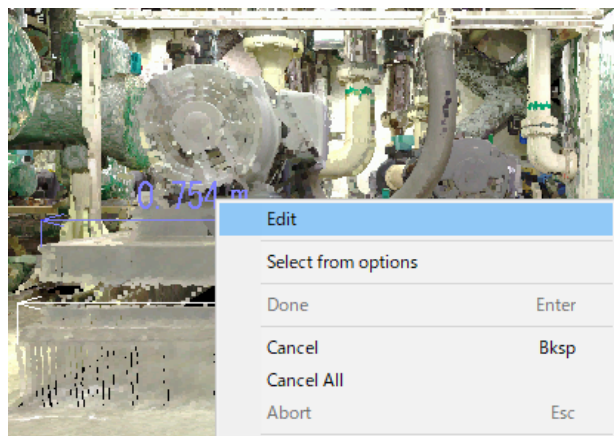 0.754 m
Edit
Select from options
Done Enter
Cancel Bksp
Cancel All
Abort Esc